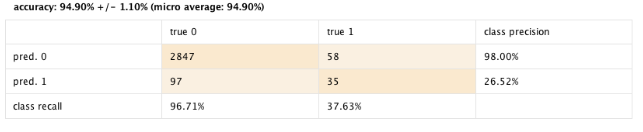 accuracy: 94.90% +/- 1.10% (micro average: 94.90%)
true 0 true 1 class precision
pred. 0 2847 58 98.00%
pred. 1 97 35 26.52%
class recall 96.71% 37.63%